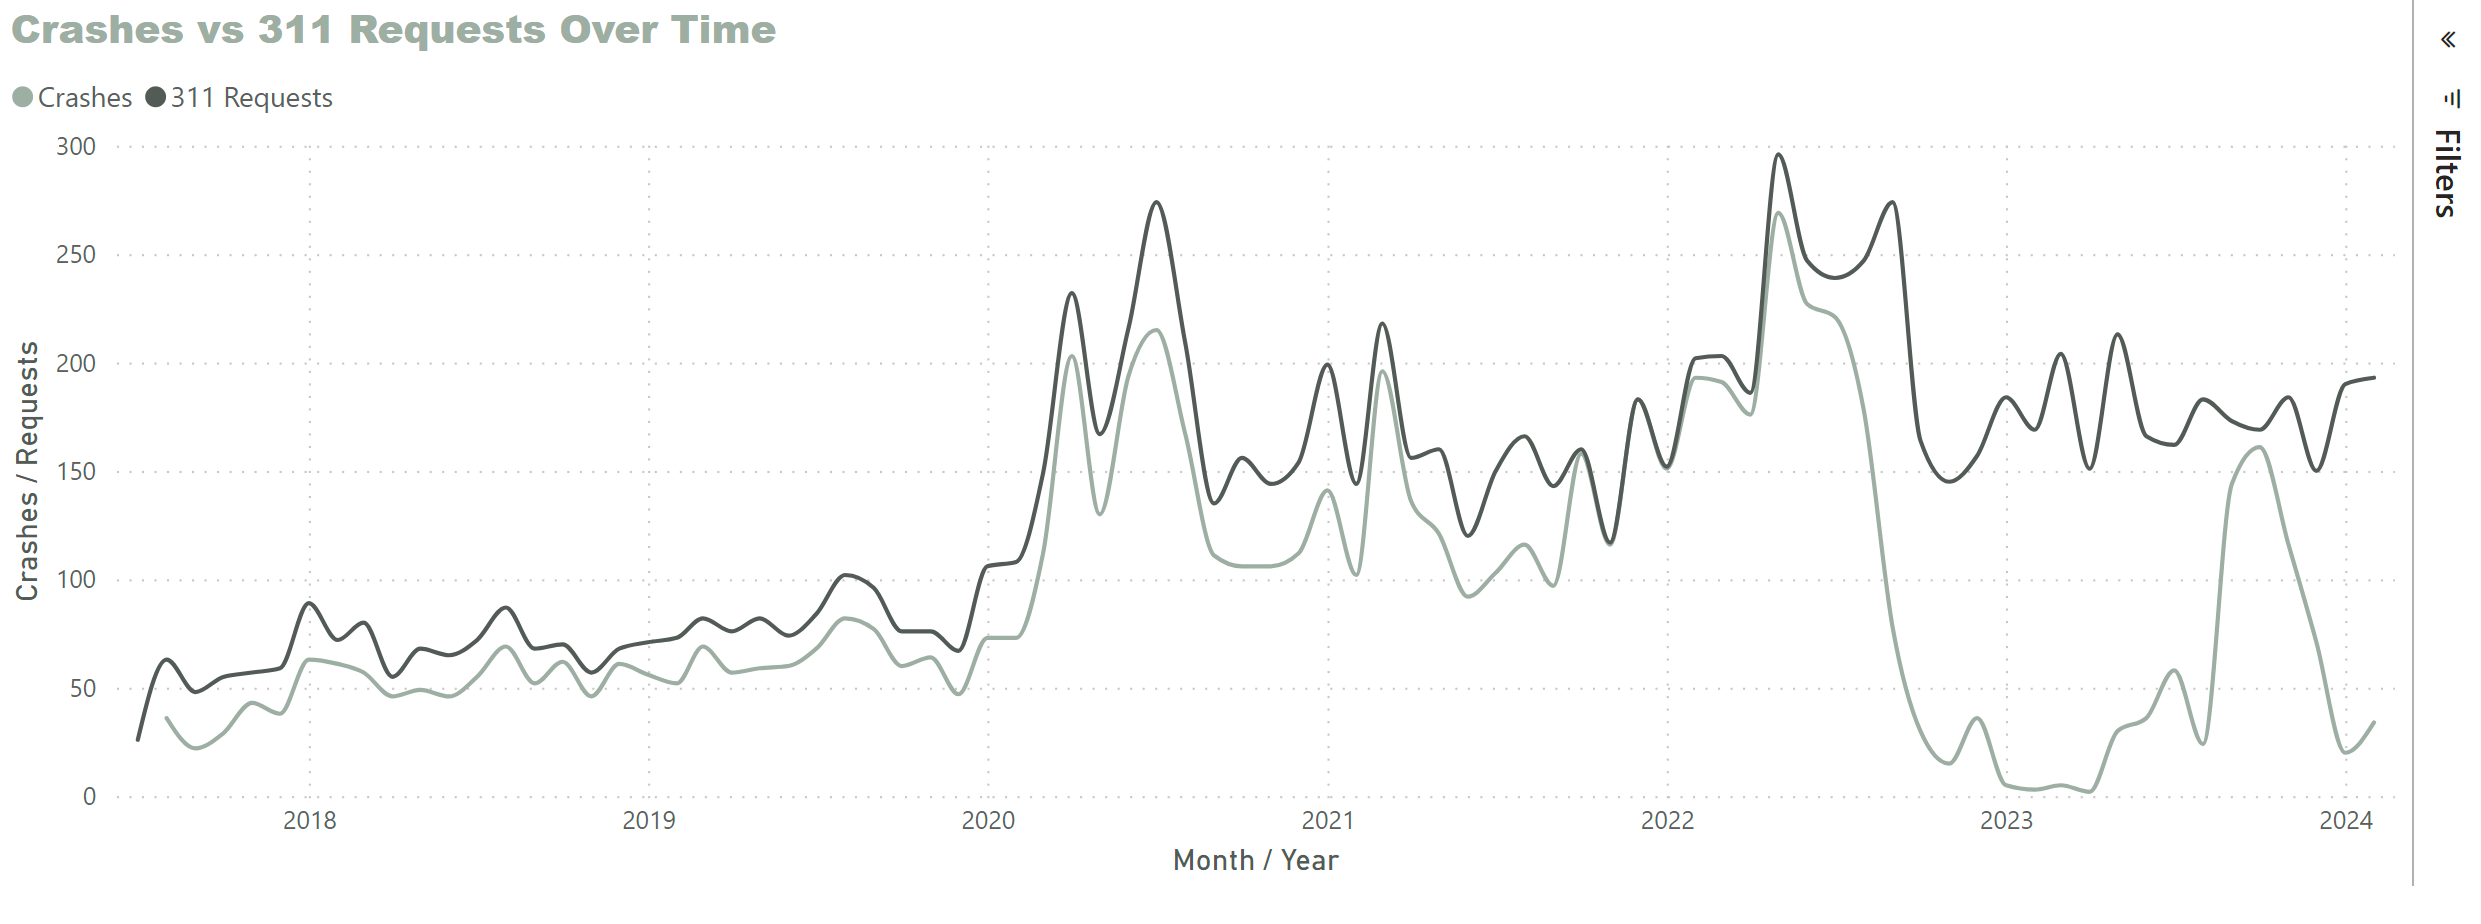 Crashes vs 311 Requests Over Time
Crashes 311 Requests
Filters
300
250
200
150
100
50
0
Crashes / Requests
2018 2019 2020 2021 2022 2023 2024
Month / Year